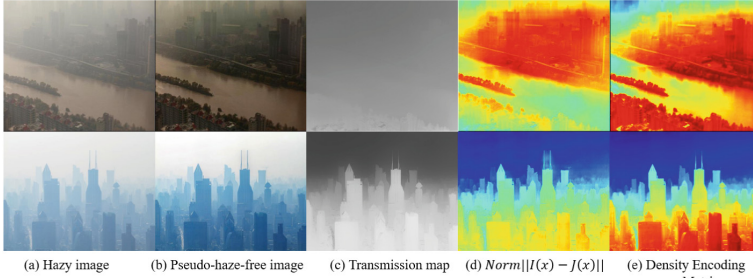 (a) Hazy image
(b) Pseudo-haze-free image
(c) Transmission map
(d) Norm||I(x) − J(x)||
(e) Density Encoding